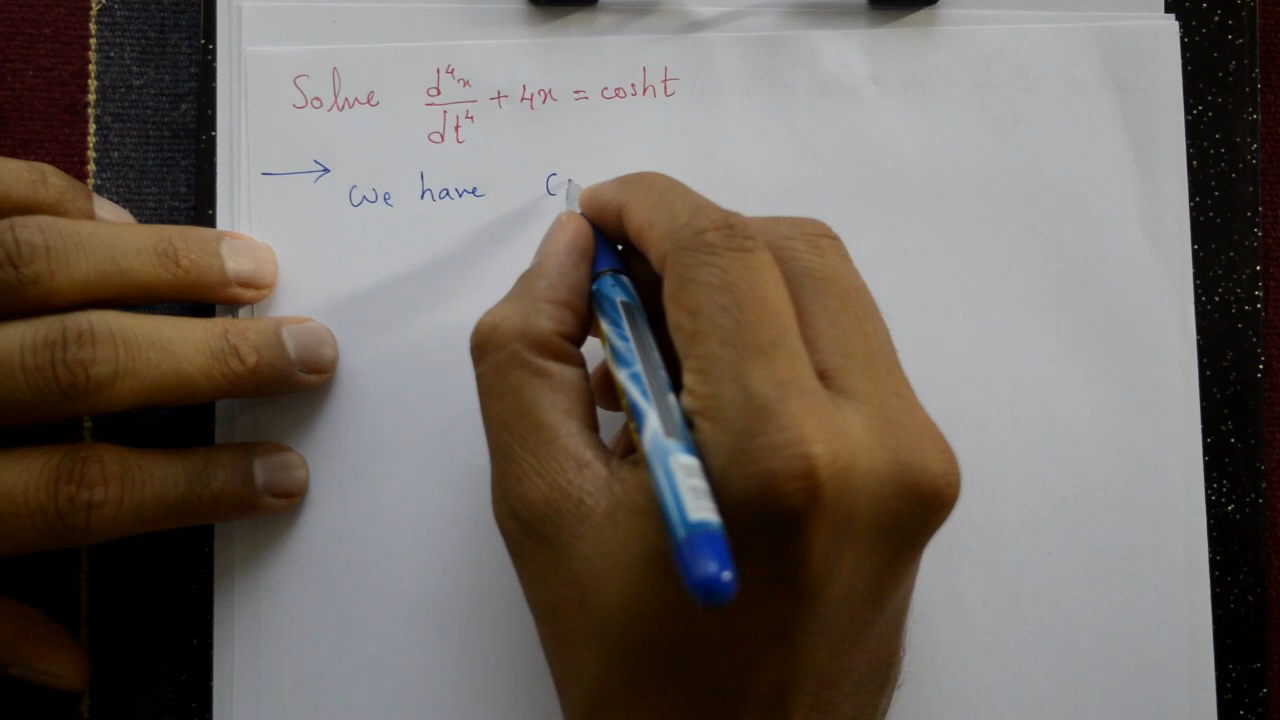 Solve d⁴x/dt⁴ + 4x = cosht
→ We have (